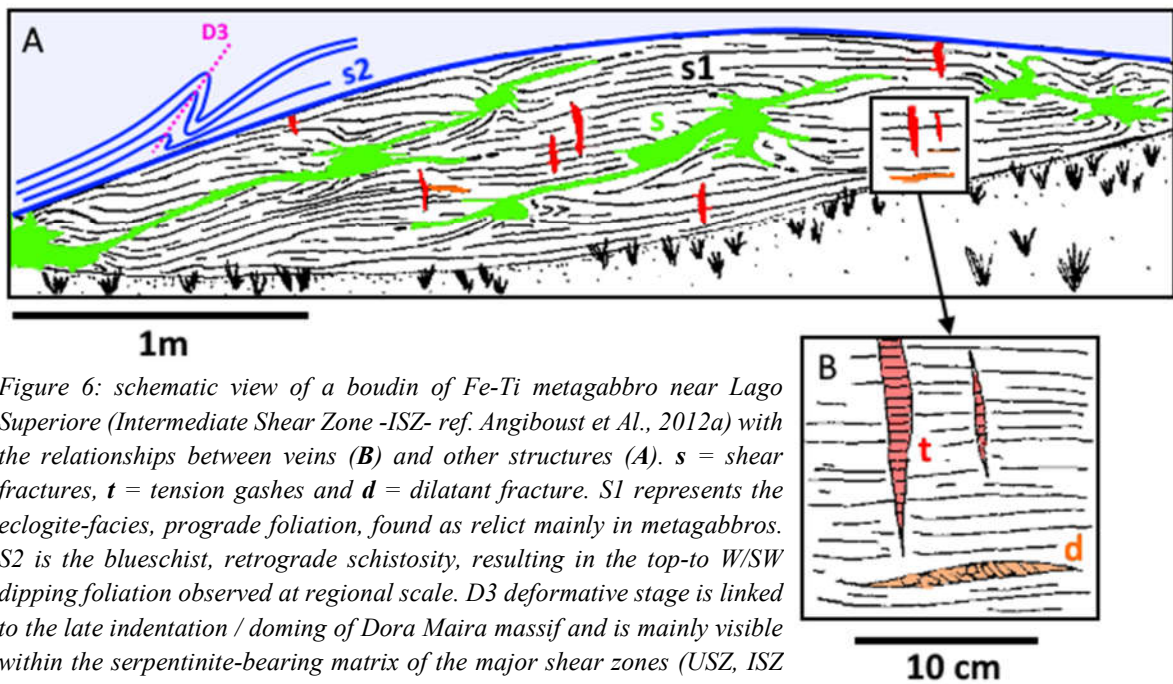 A
D3
s2
s1
s
1m
B
t
d
10 cm
Figure 6: schematic view of a boudin of Fe-Ti metagabbro near Lago
Superiore (Intermediate Shear Zone -ISZ- ref. Angiboust et Al., 2012a) with
the relationships between veins (B) and other structures (A). s = shear
fractures, t = tension gashes and d = dilatant fracture. S1 represents the
eclogite-facies, prograde foliation, found as relict mainly in metagabbros.
S2 is the blueschist, retrograde schistosity, resulting in the top-to W/SW
dipping foliation observed at regional scale. D3 deformative stage is linked
to the late indentation / doming of Dora Maira massif and is mainly visible
within the serpentinite-bearing matrix of the major shear zones (USZ, ISZ